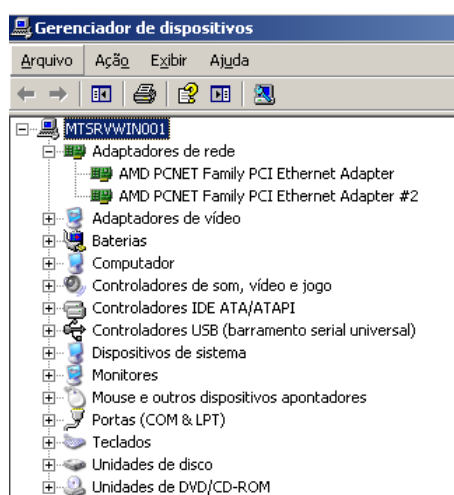 Gerenciador de dispositivos
Arquivo Ação Exibir Ajuda
MTSRVWIN001
Adaptadores de rede
AMD PCNET Family PCI Ethernet Adapter
AMD PCNET Family PCI Ethernet Adapter #2
Adaptadores de vídeo
Baterias
Computador
Controladores de som, vídeo e jogo
Controladores IDE ATA/ATAPI
Controladores USB (barramento serial universal)
Dispositivos de sistema
Monitores
Mouse e outros dispositivos apontadores
Portas (COM & LPT)
Teclados
Unidades de disco
Unidades de DVD/CD-ROM